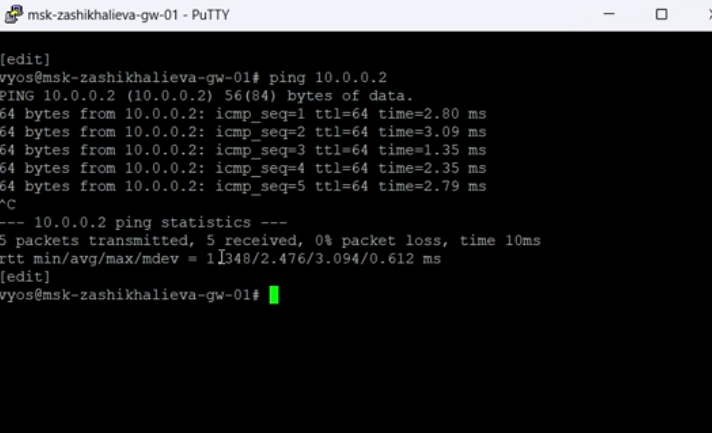 msk-zashikhalieva-gw-01 - PuTTY
[edit]
vyos@msk-zashikhalieva-gw-01# ping 10.0.0.2
PING 10.0.0.2 (10.0.0.2) 56(84) bytes of data.
64 bytes from 10.0.0.2: icmp_seq=1 ttl=64 time=2.80 ms
64 bytes from 10.0.0.2: icmp_seq=2 ttl=64 time=3.09 ms
64 bytes from 10.0.0.2: icmp_seq=3 ttl=64 time=1.35 ms
64 bytes from 10.0.0.2: icmp_seq=4 ttl=64 time=2.35 ms
64 bytes from 10.0.0.2: icmp_seq=5 ttl=64 time=2.79 ms
^C
--- 10.0.0.2 ping statistics ---
5 packets transmitted, 5 received, 0% packet loss, time 10ms
rtt min/avg/max/mdev = 1.348/2.476/3.094/0.612 ms
[edit]
vyos@msk-zashikhalieva-gw-01#